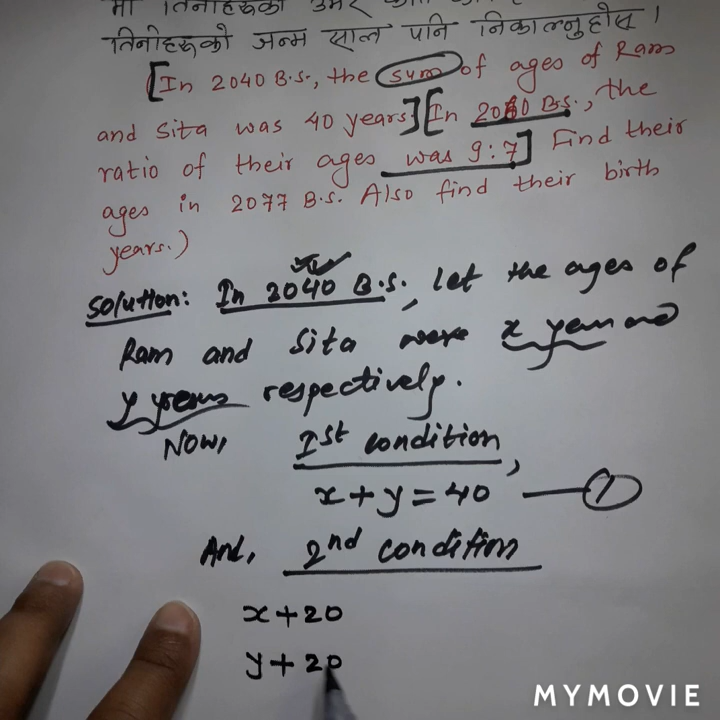 तिनीहरूको जन्म साल पनि निकाल्नुहोस् ।
[In 2040 B.S., the sum of ages of Ram
and Sita was 40 years.] [In 2060 B.S., the
ratio of their ages was 9:7] Find their
ages in 2077 B.S. Also find their birth
years.)
Solution: In 2040 B.S., let the ages of
Ram and Sita were x years and
y years respectively.
Now, Ist condition,
x+y=40 ①
And, 2nd condition
x+20
y+20
MYMOVIE